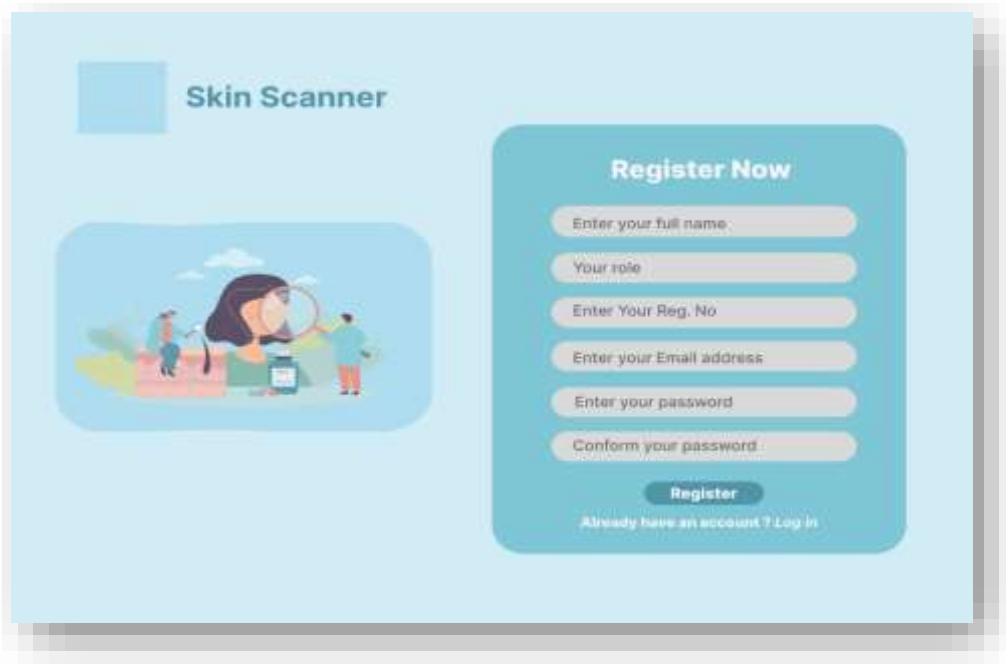 Skin Scanner
Register Now
Enter your full name
Your role
Enter Your Reg. No
Enter your Email address
Enter your password
Conform your password
Register
Already have an account ? Log in